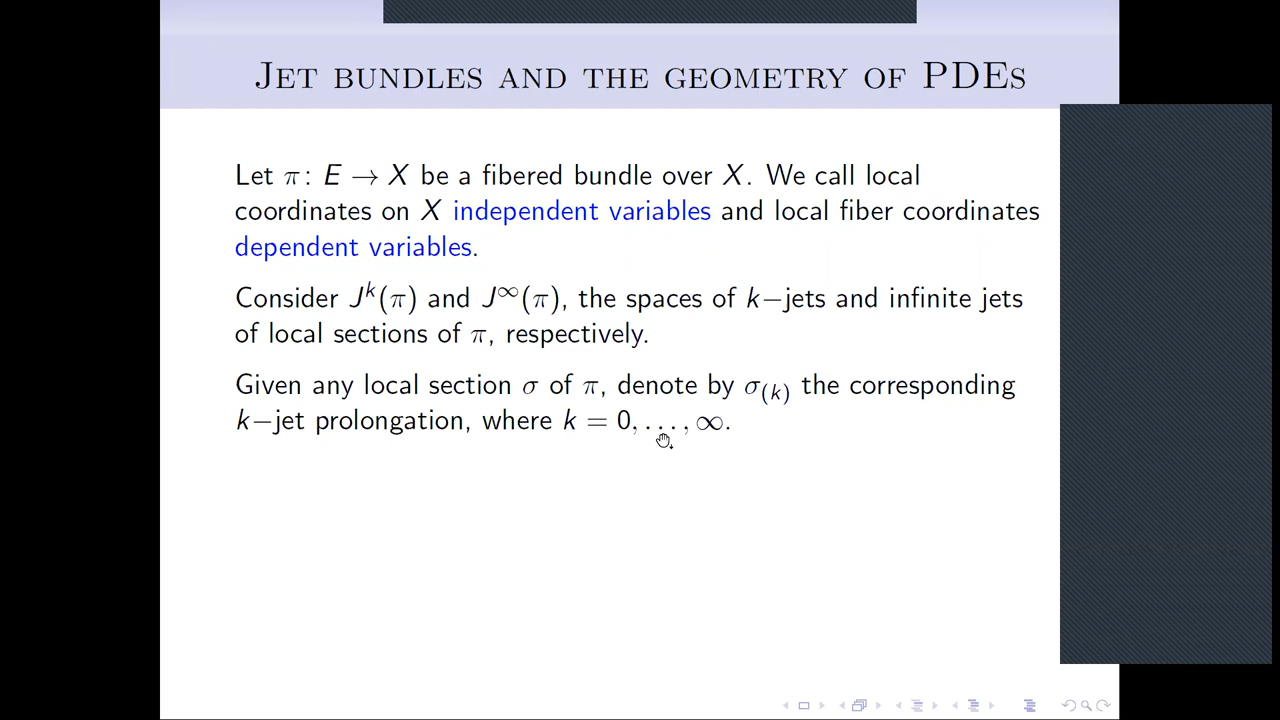 Jet bundles and the geometry of PDEs
Let π: E → X be a fibered bundle over X. We call local
coordinates on X independent variables and local fiber coordinates
dependent variables.
Consider Jᵏ(π) and J^∞(π), the spaces of k−jets and infinite jets
of local sections of π, respectively.
Given any local section σ of π, denote by σ₍ₖ₎ the corresponding
k−jet prolongation, where k = 0, . . . , ∞.